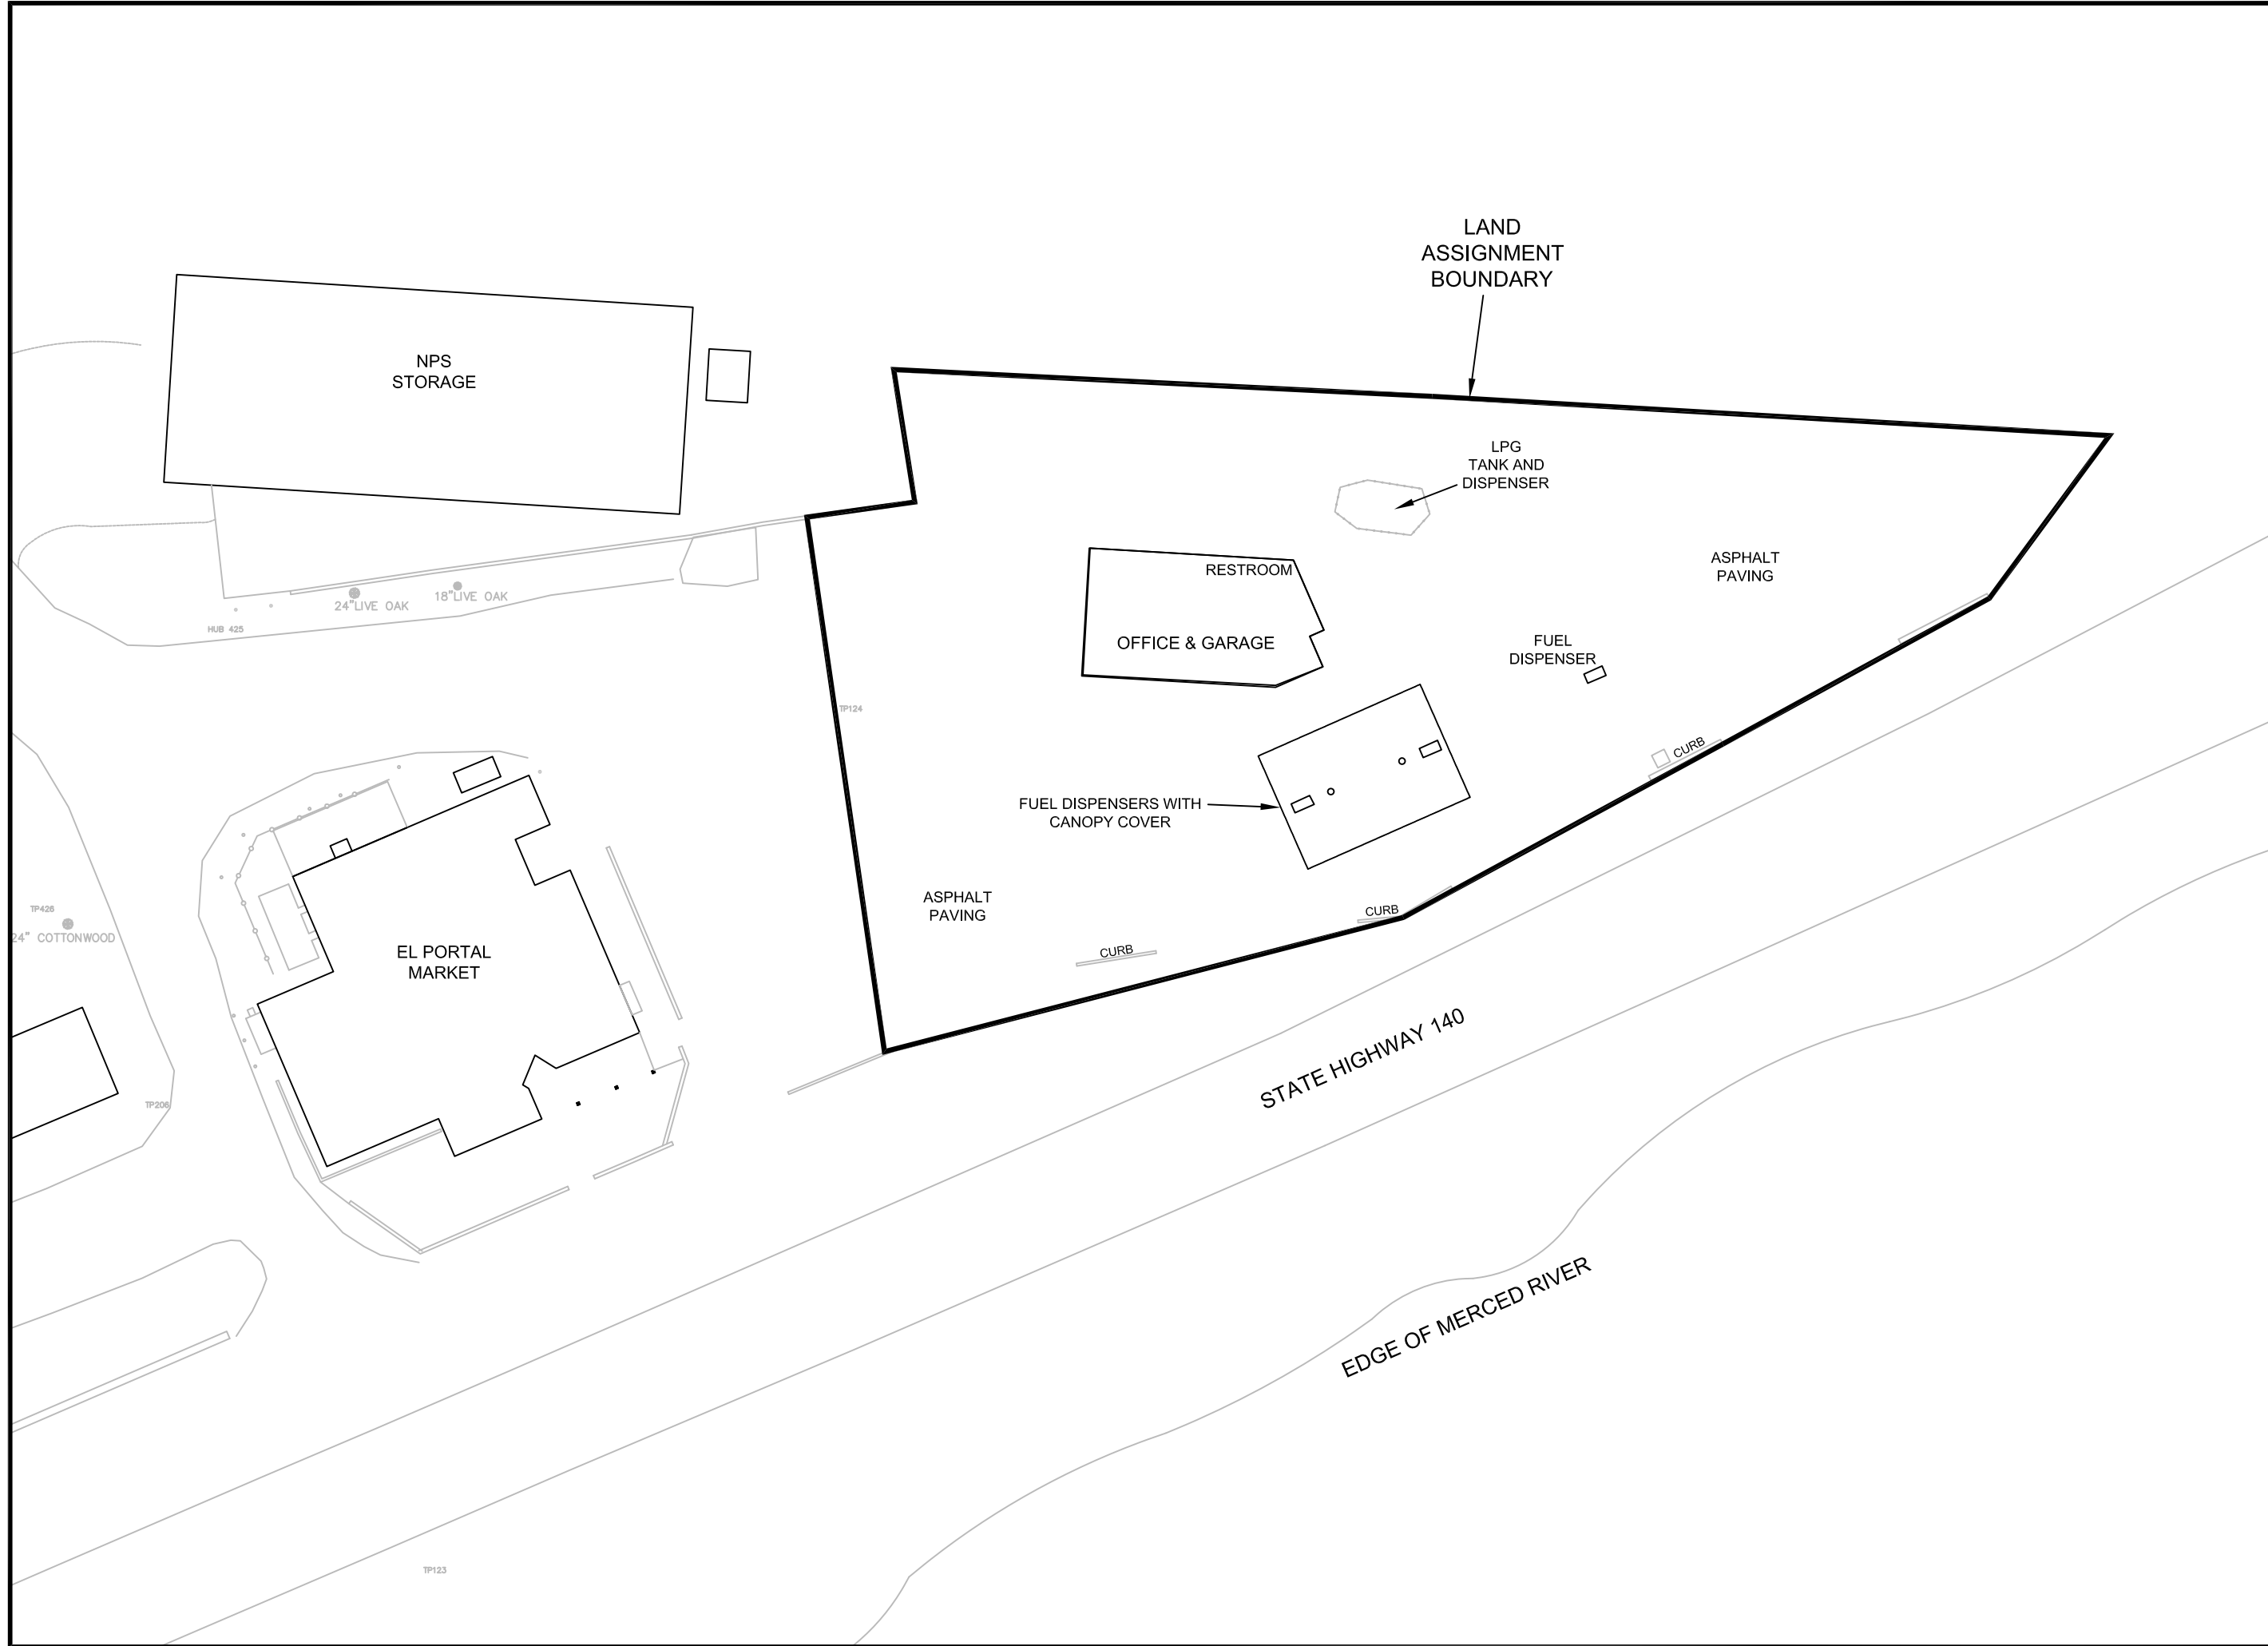 LAND
ASSIGNMENT
BOUNDARY
NPS
STORAGE
LPG
TANK AND
DISPENSER
ASPHALT
PAVING
RESTROOM
24"LIVE OAK
18"LIVE OAK
HUB 425
OFFICE & GARAGE
FUEL
DISPENSER
TP124
CURB
FUEL DISPENSERS WITH
CANOPY COVER
ASPHALT
PAVING
CURB
TP426
24" COTTONWOOD
EL PORTAL
MARKET
CURB
STATE HIGHWAY 140
TP206
EDGE OF MERCED RIVER
TP123